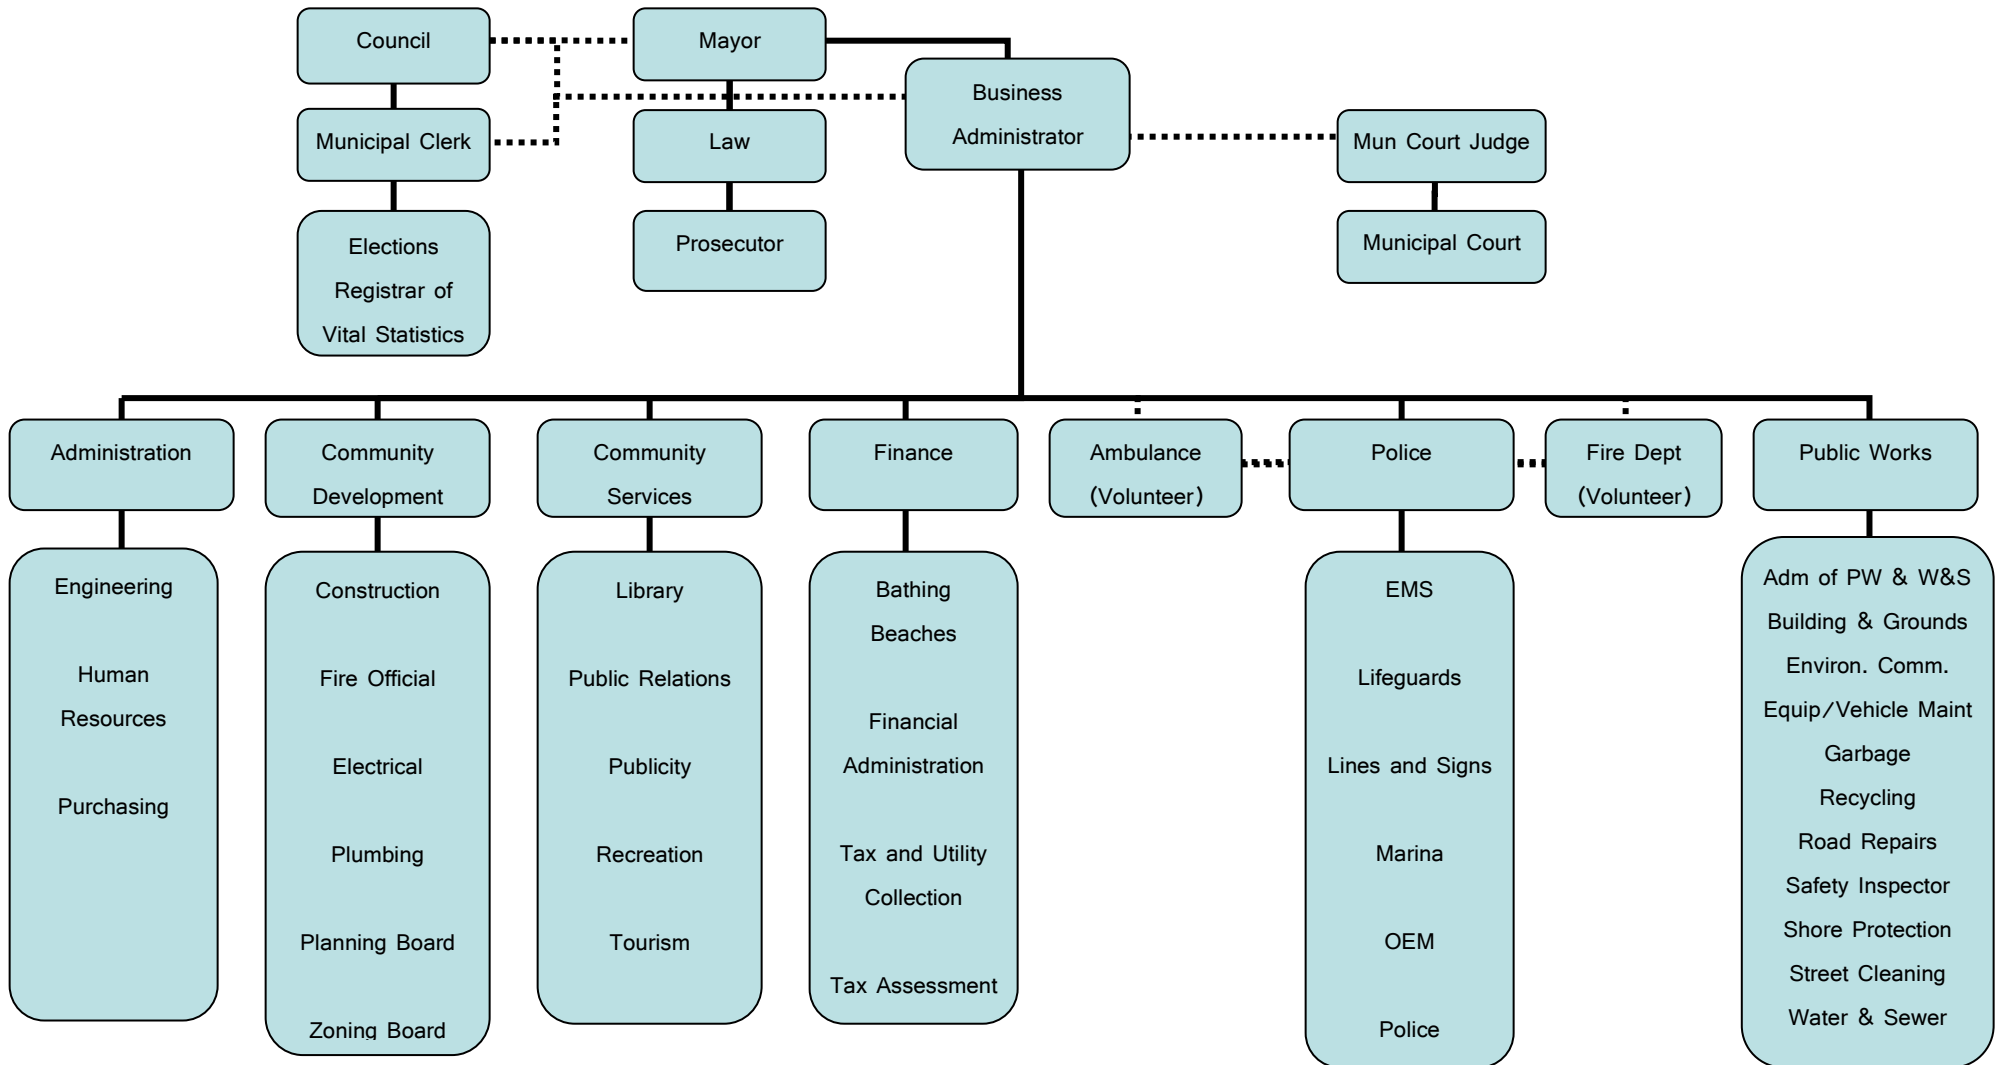 Council
Mayor
Business
Administrator
Municipal Clerk
Law
Mun Court Judge
Elections
Registrar of
Vital Statistics
Prosecutor
Municipal Court
Administration
Community
Development
Community
Services
Finance
Ambulance
(Volunteer)
Police
Fire Dept
(Volunteer)
Public Works
Engineering
Human
Resources
Purchasing
Construction
Fire Official
Electrical
Plumbing
Planning Board
Zoning Board
Library
Public Relations
Publicity
Recreation
Tourism
Bathing
Beaches
Financial
Administration
Tax and Utility
Collection
Tax Assessment
EMS
Lifeguards
Lines and Signs
Marina
OEM
Police
Adm of PW & W&S
Building & Grounds
Environ. Comm.
Equip/Vehicle Maint
Garbage
Recycling
Road Repairs
Safety Inspector
Shore Protection
Street Cleaning
Water & Sewer